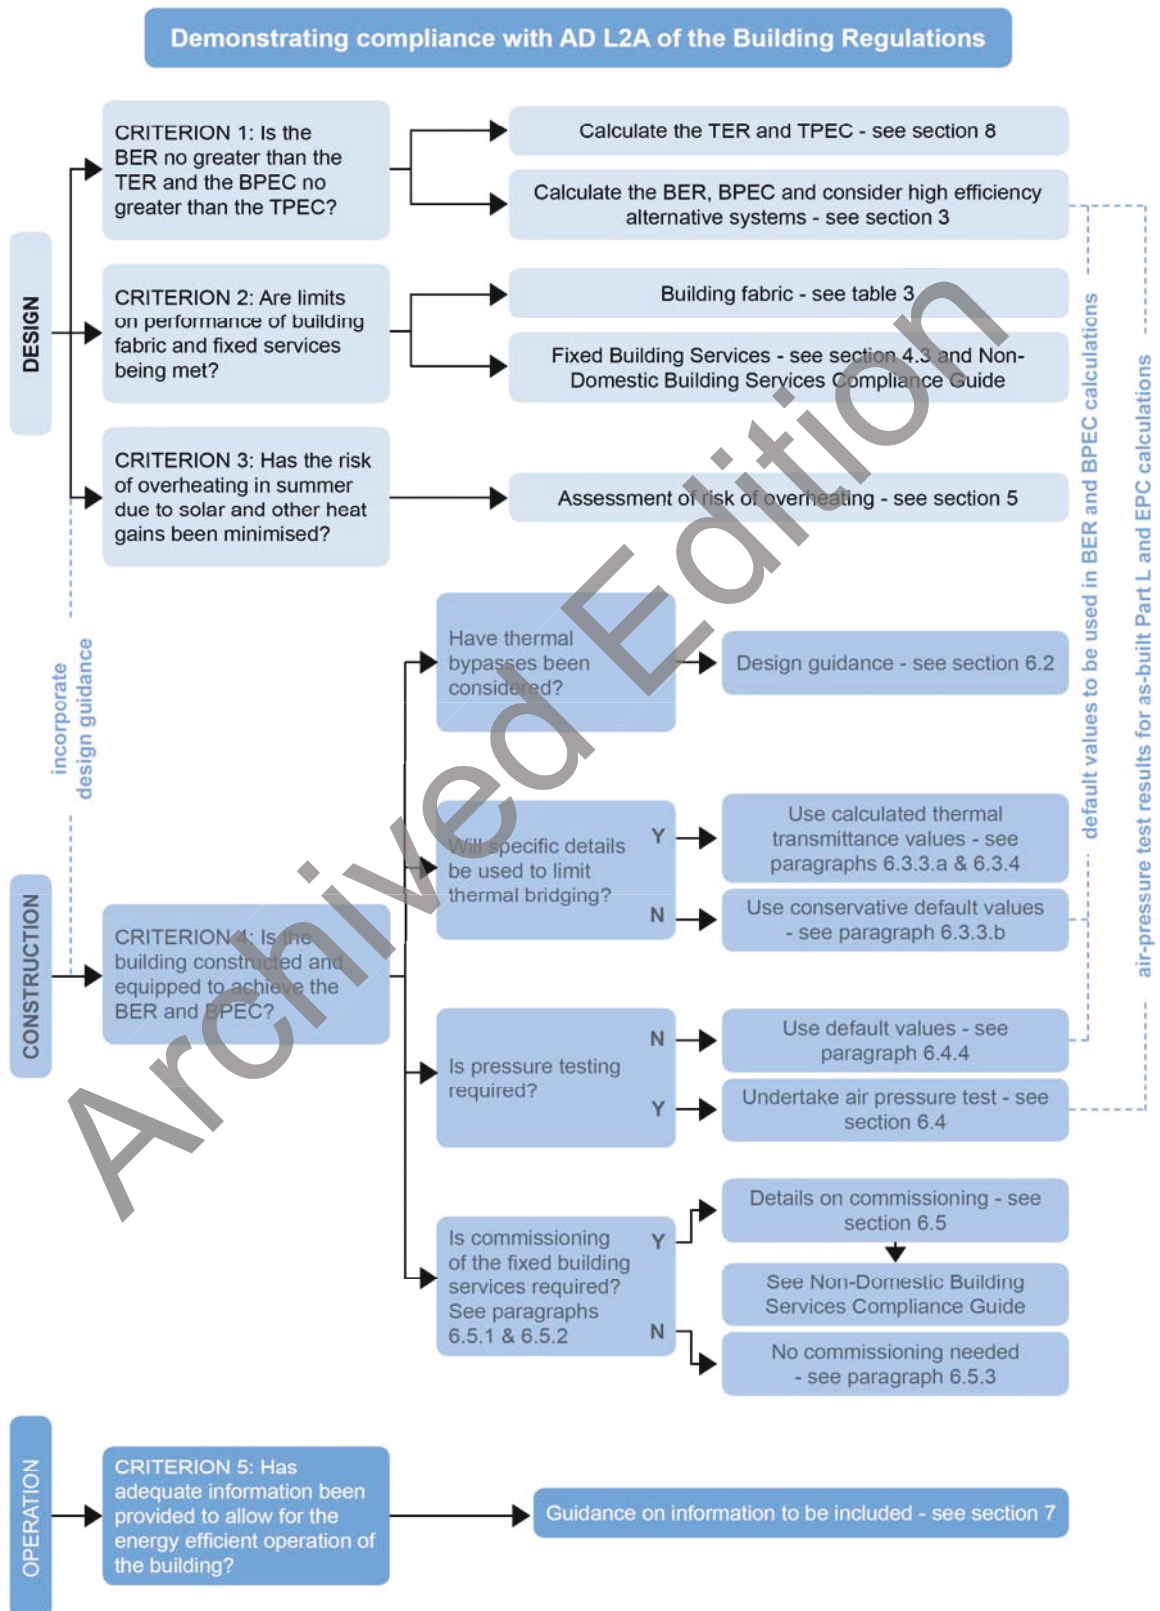 Demonstrating compliance with AD L2A of the Building Regulations
DESIGN
CRITERION 1: Is the
BER no greater than the
TER and the BPEC no
greater than the TPEC?
Calculate the TER and TPEC - see section 8
Calculate the BER, BPEC and consider high efficiency
alternative systems - see section 3
CRITERION 2: Are limits
on performance of building
fabric and fixed services
being met?
Building fabric - see table 3
Fixed Building Services - see section 4.3 and Non-
Domestic Building Services Compliance Guide
CRITERION 3: Has the risk
of overheating in summer
due to solar and other heat
gains been minimised?
Assessment of risk of overheating - see section 5
incorporate
design guidance
default values to be used in BER and BPEC calculations
air-pressure test results for as-built Part L and EPC calculations
CONSTRUCTION
CRITERION 4: Is the
building constructed and
equipped to achieve the
BER and BPEC?
Have thermal
bypasses been
considered?
Design guidance - see section 6.2
Will specific details
be used to limit
thermal bridging?
Y
Use calculated thermal
transmittance values - see
paragraphs 6.3.3.a & 6.3.4
N
Use conservative default values
- see paragraph 6.3.3.b
Is pressure testing
required?
N
Use default values - see
paragraph 6.4.4
Y
Undertake air pressure test - see
section 6.4
Is commissioning
of the fixed building
services required?
See paragraphs
6.5.1 & 6.5.2
Y
Details on commissioning - see
section 6.5
See Non-Domestic Building
Services Compliance Guide
N
No commissioning needed
- see paragraph 6.5.3
OPERATION
CRITERION 5: Has
adequate information been
provided to allow for the
energy efficient operation of
the building?
Guidance on information to be included - see section 7
Archived Edition